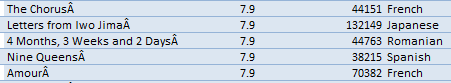 The ChorusÂ 7.9 44151 French
Letters from Iwo JimaÂ 7.9 132149 Japanese
4 Months, 3 Weeks and 2 DaysÂ 7.9 44763 Romanian
Nine QueensÂ 7.9 38215 Spanish
AmourÂ 7.9 70382 French